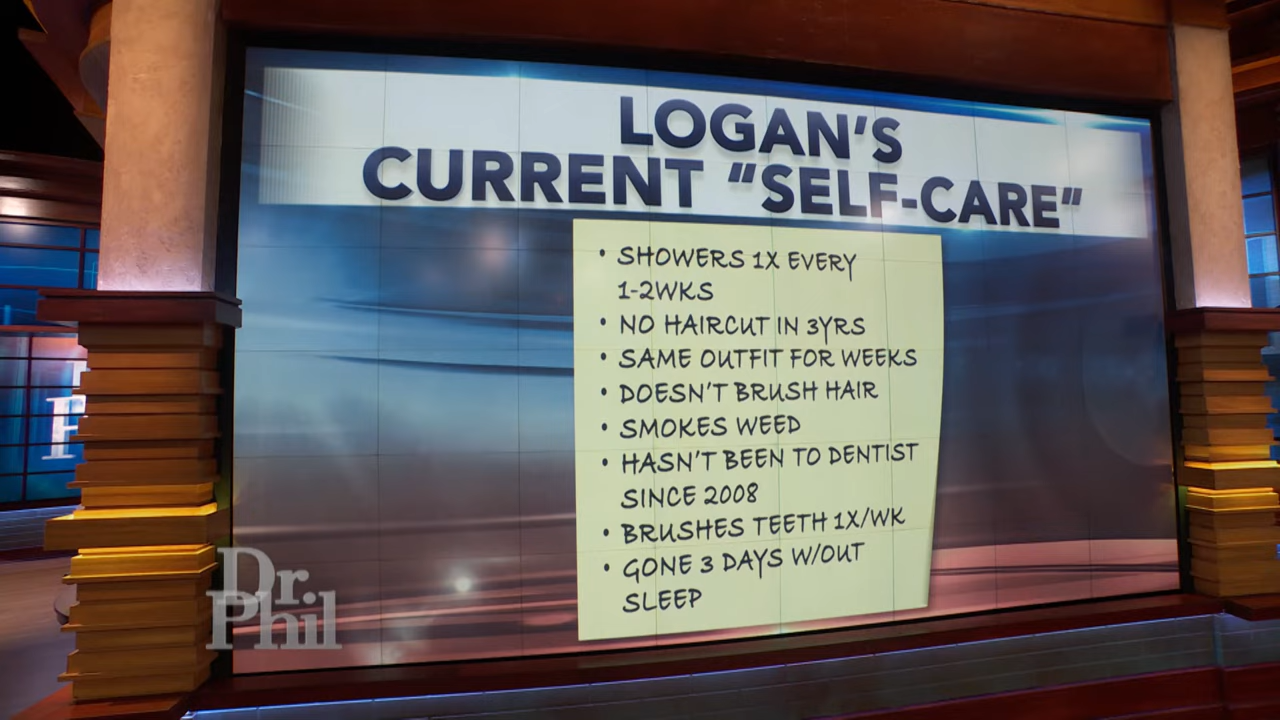 LOGAN'S
CURRENT "SELF-CARE"
• SHOWERS 1X EVERY
1-2WKS
• NO HAIRCUT IN 3YRS
• SAME OUTFIT FOR WEEKS
• DOESN'T BRUSH HAIR
• SMOKES WEED
• HASN'T BEEN TO DENTIST
SINCE 2008
• BRUSHES TEETH 1X/WK
• GONE 3 DAYS W/OUT
SLEEP
Dr.
Phil